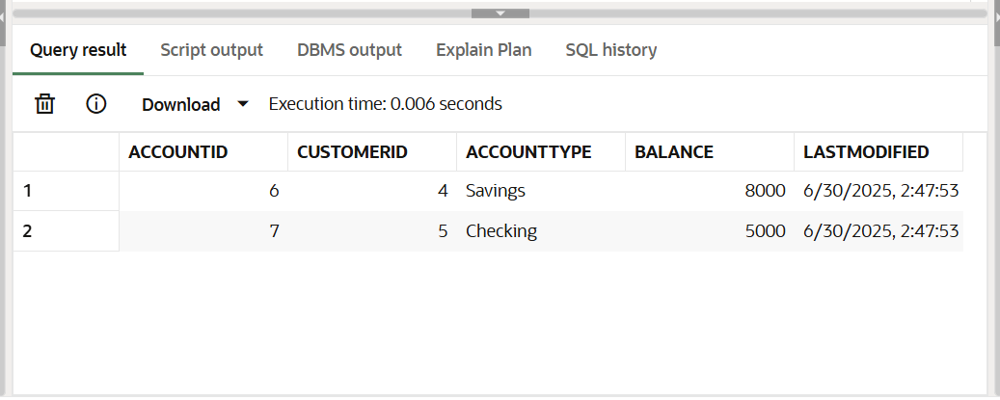 Query result Script output DBMS output Explain Plan SQL history
Download Execution time: 0.006 seconds
ACCOUNTID CUSTOMERID ACCOUNTTYPE BALANCE LASTMODIFIED
1 6 4 Savings 8000 6/30/2025, 2:47:53
2 7 5 Checking 5000 6/30/2025, 2:47:53